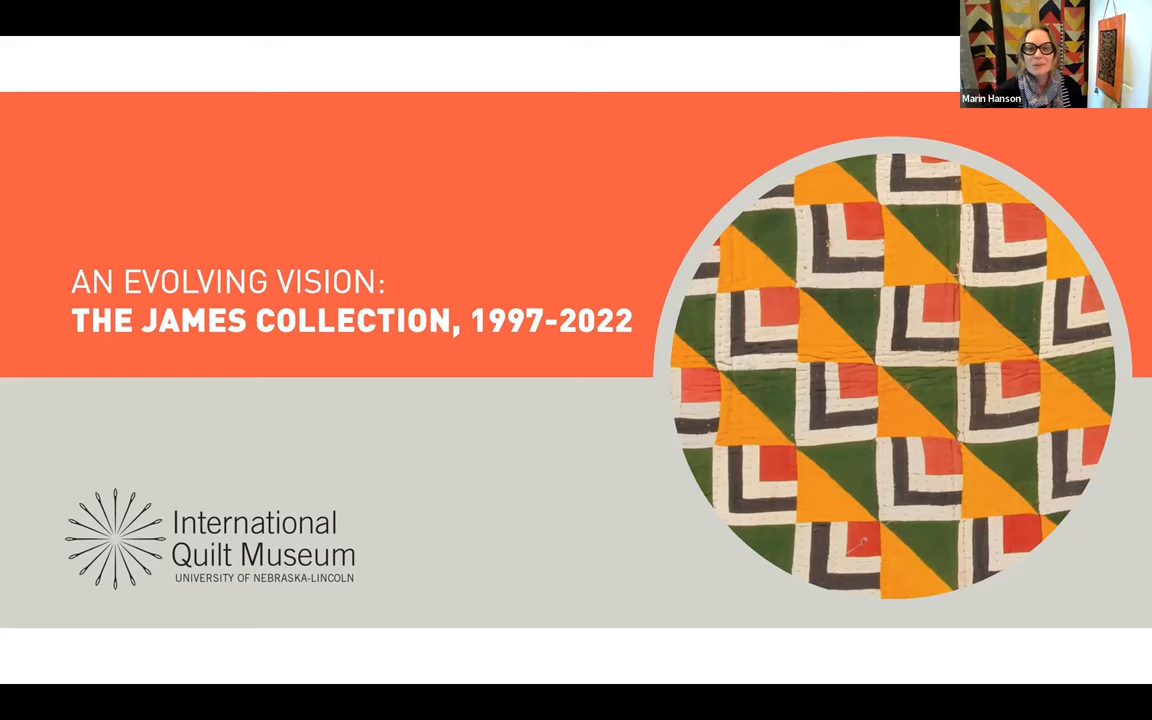 Marin Hanson
AN EVOLVING VISION:
THE JAMES COLLECTION, 1997-2022
International
Quilt Museum
UNIVERSITY OF NEBRASKA-LINCOLN